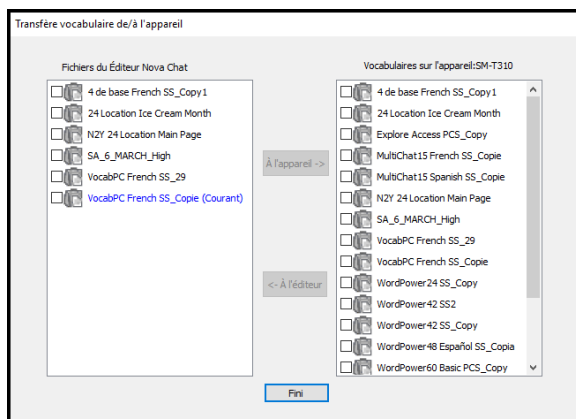 Transfère vocabulaire de/à l'appareil
Fichiers du Éditeur Nova Chat
4 de base French SS_Copy1
24 Location Ice Cream Month
N2Y 24 Location Main Page
SA_6_MARCH_High
VocabPC French SS_29
VocabPC French SS_Copie (Courant)
À l'appareil ->
<- À l'éditeur
Vocabulaires sur l'appareil:SM-T310
4 de base French SS_Copy1
24 Location Ice Cream Month
Explore Access PCS_Copy
MultiChat15 French SS_Copie
MultiChat15 Spanish SS_Copie
N2Y 24 Location Main Page
SA_6_MARCH_High
VocabPC French SS_29
VocabPC French SS_Copie
WordPower24 SS_Copy
WordPower42 SS2
WordPower42 SS_Copy
WordPower48 Español SS_Copia
WordPower60 Basic PCS_Copy
Fini